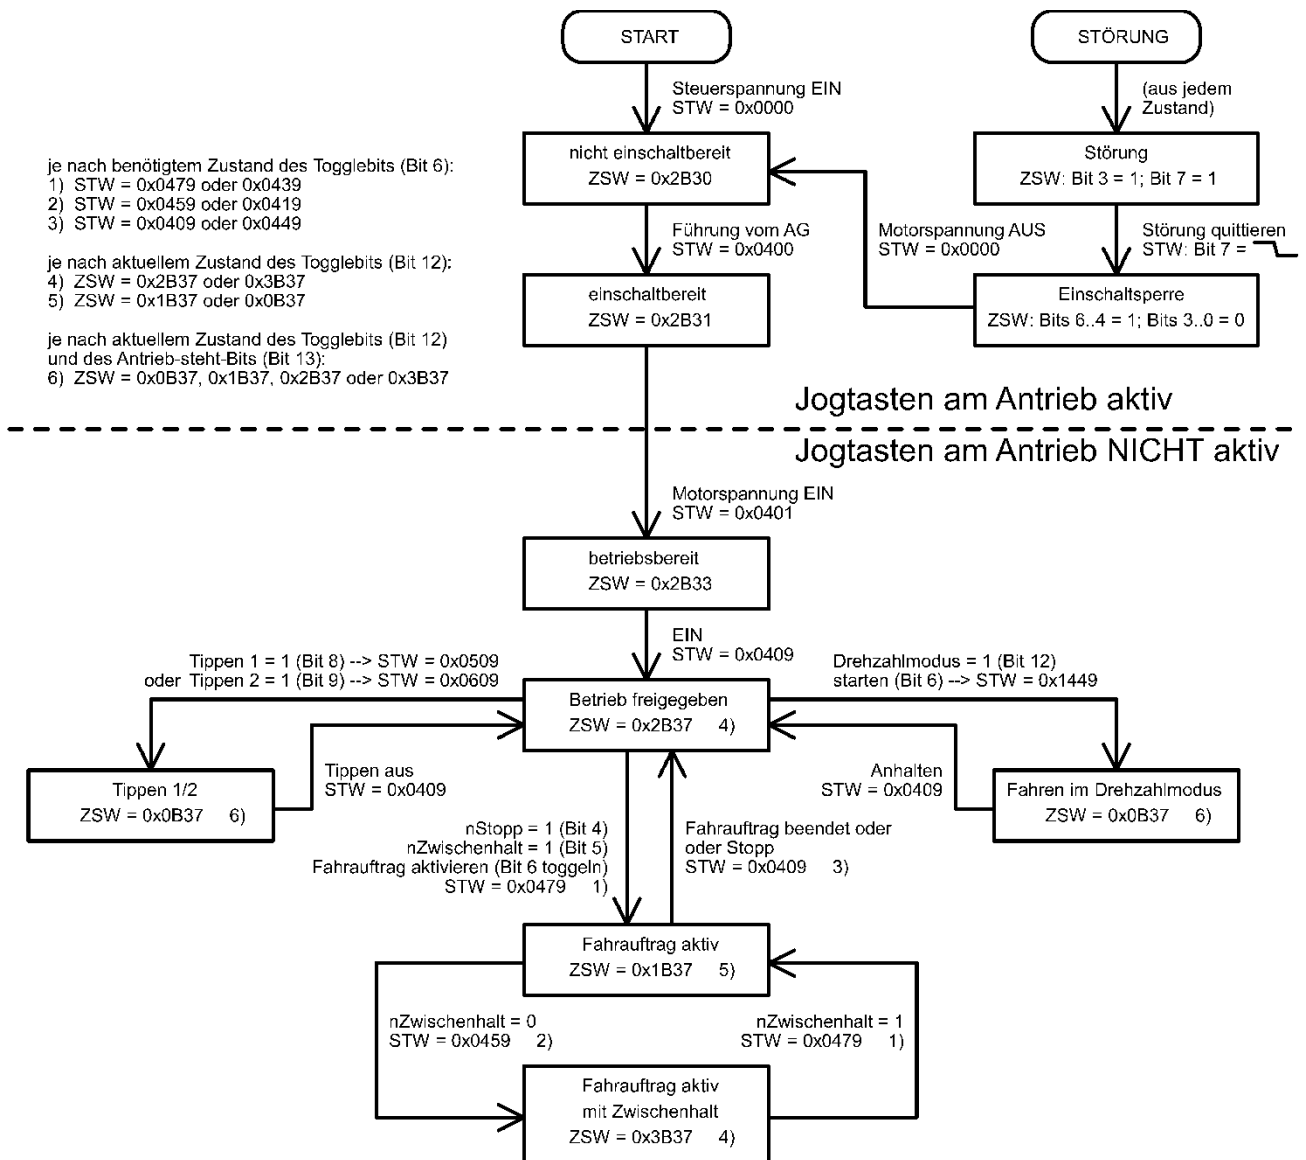 START
STÖRUNG
Steuerspannung EIN
STW = 0x0000
(aus jedem
Zustand)
nicht einschaltbereit
ZSW = 0x2B30
Störung
ZSW: Bit 3 = 1; Bit 7 = 1
je nach benötigtem Zustand des Togglebits (Bit 6):
1) STW = 0x0479 oder 0x0439
2) STW = 0x0459 oder 0x0419
3) STW = 0x0409 oder 0x0449
Führung vom AG
STW = 0x0400
Motorspannung AUS
STW = 0x0000
Störung quittieren
STW: Bit 7 =
je nach aktuellem Zustand des Togglebits (Bit 12):
4) ZSW = 0x2B37 oder 0x3B37
5) ZSW = 0x1B37 oder 0x0B37
einschaltbereit
ZSW = 0x2B31
Einschaltsperre
ZSW: Bits 6..4 = 1; Bits 3..0 = 0
je nach aktuellem Zustand des Togglebits (Bit 12)
und des Antrieb-steht-Bits (Bit 13):
6) ZSW = 0x0B37, 0x1B37, 0x2B37 oder 0x3B37
Jogtasten am Antrieb aktiv
Jogtasten am Antrieb NICHT aktiv
Motorspannung EIN
STW = 0x0401
betriebsbereit
ZSW = 0x2B33
EIN
STW = 0x0409
Tippen 1 = 1 (Bit 8) --> STW = 0x0509
oder Tippen 2 = 1 (Bit 9) --> STW = 0x0609
Drehzahlmodus = 1 (Bit 12)
starten (Bit 6) --> STW = 0x1449
Betrieb freigegeben
ZSW = 0x2B37 4)
Tippen aus
STW = 0x0409
Anhalten
STW = 0x0409
Tippen 1/2
ZSW = 0x0B37 6)
Fahren im Drehzahlmodus
ZSW = 0x0B37 6)
nStopp = 1 (Bit 4)
nZwischenhalt = 1 (Bit 5)
Fahrauftrag aktivieren (Bit 6 toggeln)
STW = 0x0479 1)
Fahrauftrag beendet oder
oder Stopp
STW = 0x0409 3)
Fahrauftrag aktiv
ZSW = 0x1B37 5)
nZwischenhalt = 0
STW = 0x0459 2)
nZwischenhalt = 1
STW = 0x0479 1)
Fahrauftrag aktiv
mit Zwischenhalt
ZSW = 0x3B37 4)